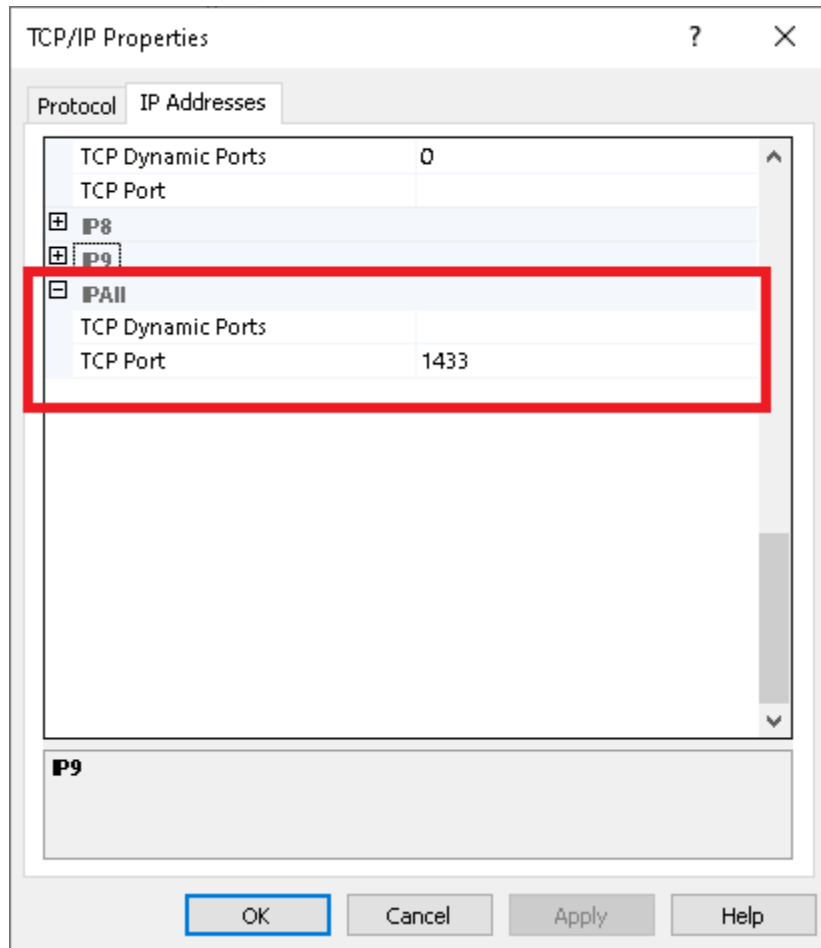 TCP/IP Properties ? ×
Protocol IP Addresses
TCP Dynamic Ports 0
TCP Port
IP8
IP9
IPAll
TCP Dynamic Ports
TCP Port 1433
IP9
OK Cancel Apply Help